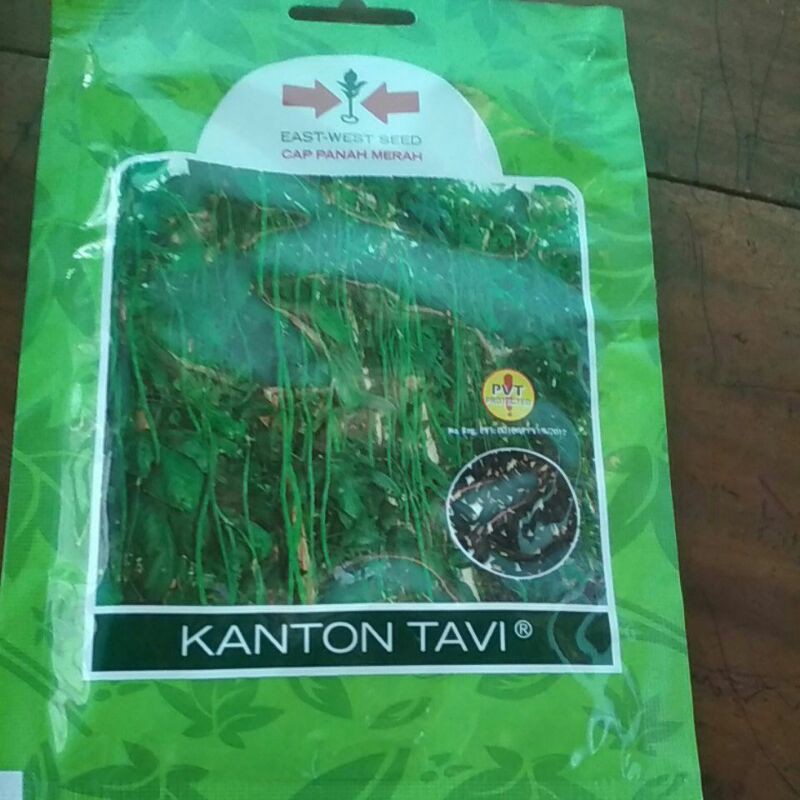 EAST-WEST SEED
CAP PANAH MERAH
PVT
PROTECTED
KANTON TAVI®